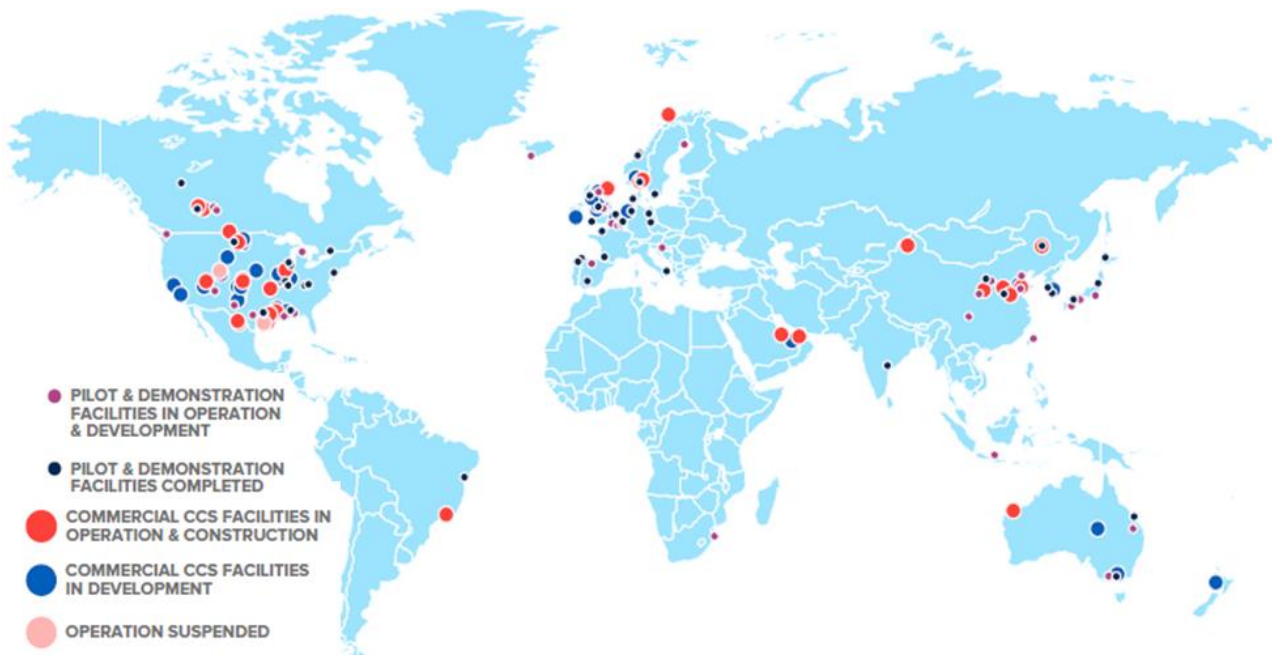 PILOT & DEMONSTRATION
FACILITIES IN OPERATION
& DEVELOPMENT
PILOT & DEMONSTRATION
FACILITIES COMPLETED
COMMERCIAL CCS FACILITIES IN
OPERATION & CONSTRUCTION
COMMERCIAL CCS FACILITIES
IN DEVELOPMENT
OPERATION SUSPENDED